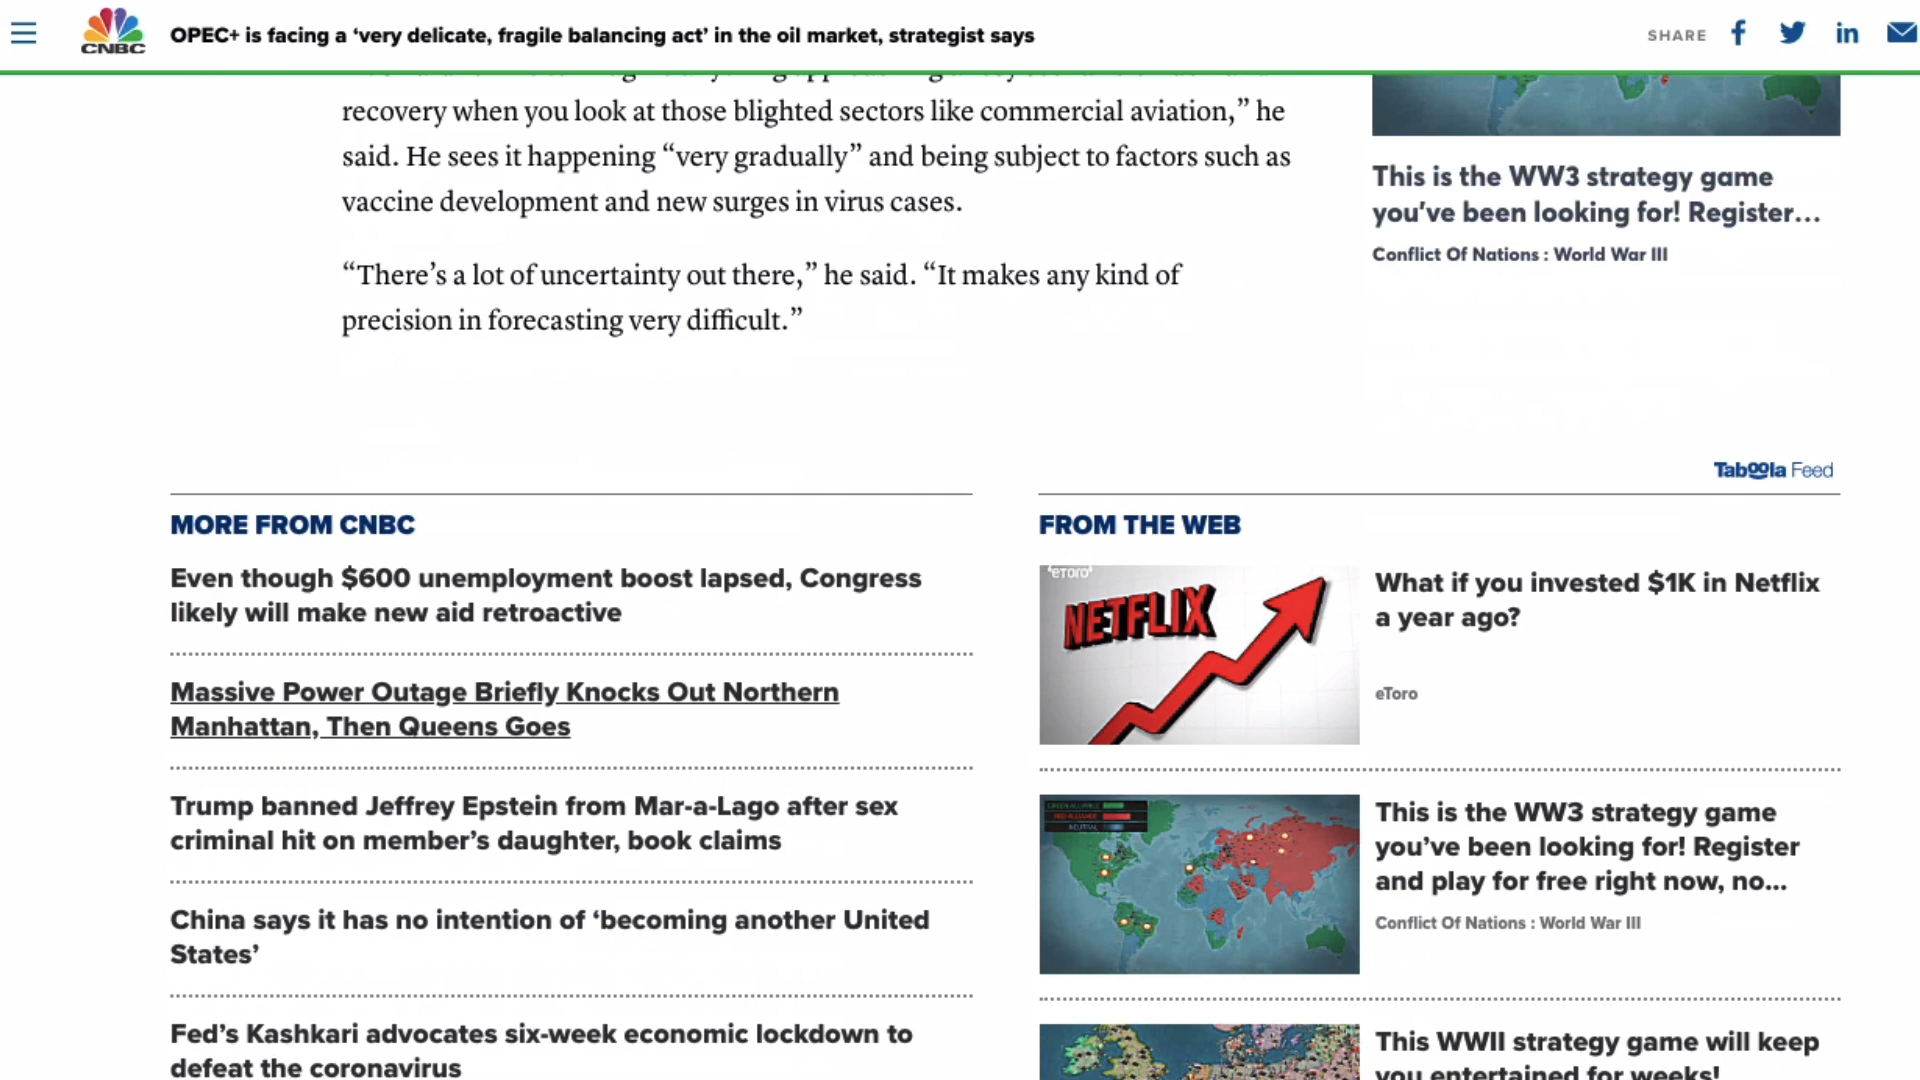 CNBC
OPEC+ is facing a ‘very delicate, fragile balancing act’ in the oil market, strategist says
SHARE
recovery when you look at those blighted sectors like commercial aviation,” he
said. He sees it happening “very gradually” and being subject to factors such as
vaccine development and new surges in virus cases.
“There’s a lot of uncertainty out there,” he said. “It makes any kind of
precision in forecasting very difficult.”
This is the WW3 strategy game
you’ve been looking for! Register...
Conflict Of Nations : World War III
Taboola Feed
MORE FROM CNBC
Even though $600 unemployment boost lapsed, Congress
likely will make new aid retroactive
Massive Power Outage Briefly Knocks Out Northern
Manhattan, Then Queens Goes
Trump banned Jeffrey Epstein from Mar-a-Lago after sex
criminal hit on member’s daughter, book claims
China says it has no intention of ‘becoming another United
States’
Fed’s Kashkari advocates six-week economic lockdown to
defeat the coronavirus
FROM THE WEB
eToro
NETFLIX
What if you invested $1K in Netflix
a year ago?
eToro
GREEN ALLIANCE
RED ALLIANCE
NEUTRAL
This is the WW3 strategy game
you’ve been looking for! Register
and play for free right now, no...
Conflict Of Nations : World War III
This WWII strategy game will keep
you entertained for weeks!